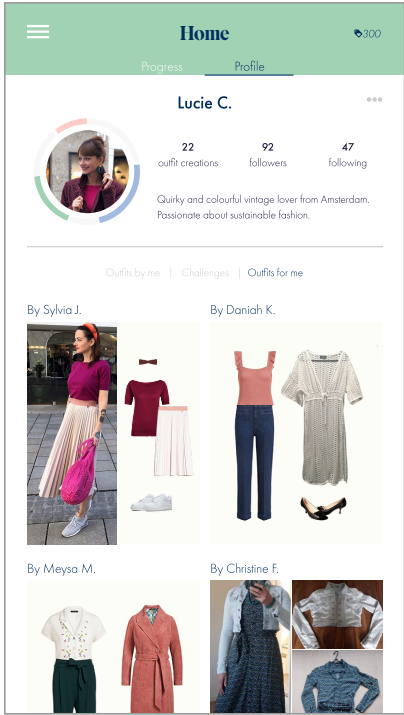 Home
300
Progress
Profile
Lucie C.
22 92 47
outfit creations followers following
Quirky and colourful vintage lover from Amsterdam.
Passionate about sustainable fashion.
Outfits by me | Challenges | Outfits for me
By Sylvia J. By Daniah K.
By Meysa M. By Christine F.